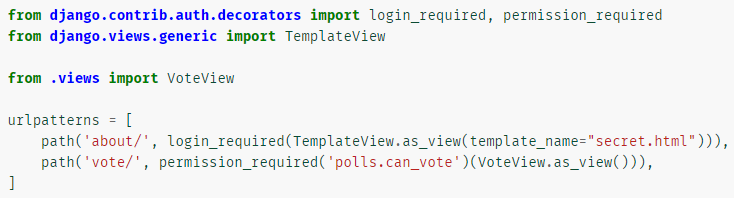 from django.contrib.auth.decorators import login_required, permission_required
from django.views.generic import TemplateView

from .views import VoteView

urlpatterns = [
    path('about/', login_required(TemplateView.as_view(template_name="secret.html"))),
    path('vote/', permission_required('polls.can_vote')(VoteView.as_view())),
]